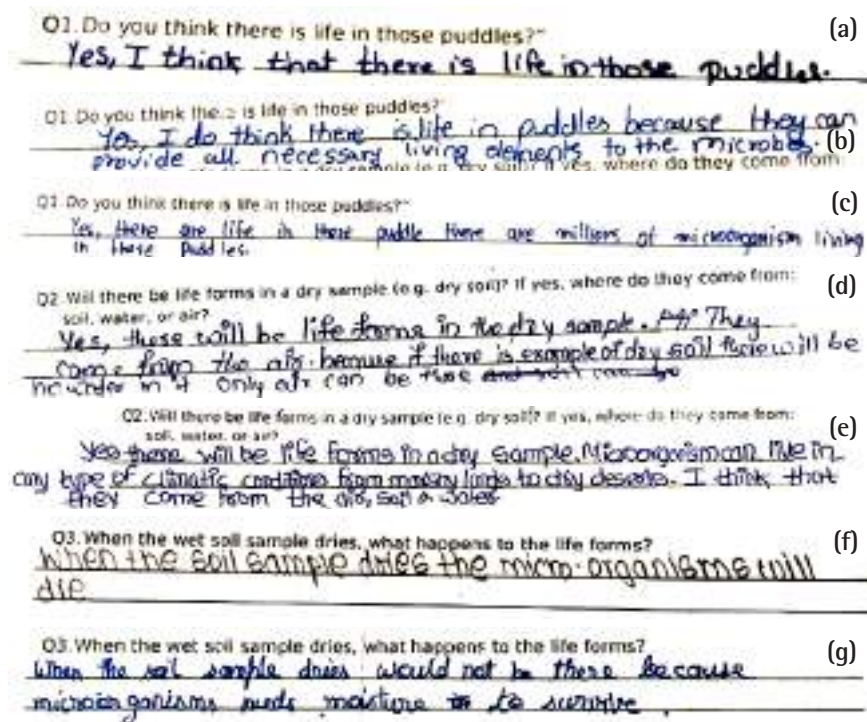 Q1. Do you think there is life in those puddles?"
(a)
Yes, I think that there is life in those puddles.
Q1. Do you think the is life in those puddles?"
Yes, I do think there is life in puddles because they can
(b)
provide all necessary living elements to the microbes.
dry soil)? If yes, where do they come from:
Q1. Do you think there is life in those puddles?"
(c)
Yes, there are life in these puddle there are millions of microorganism living
in these Puddles.
Q2. Will there be life forms in a dry sample (e.g. dry soil)? If yes, where do they come from:
(d)
soil, water, or air?
Yes, there will be life forms in the dry sample. They
came from the air. because if there is example of dry soil there will be
no water in it only air can be
Q2. Will there be life forms in a dry sample (e.g. dry soil)? If yes, where do they come from:
(e)
soil, water, or air?
Yes there will be life forms in a dry sample. Microorganism can live in
any type of climatic conditions from to dry deserts. I think, that
they come from the air, soil
Q3. When the wet soil sample dries, what happens to the life forms?
(f)
When the soil sample dries the micro-organisms will
die
Q3. When the wet soil sample dries, what happens to the life forms?
(g)
When the soil sample dries would not be there because
microorganisms needs moisture to survive.